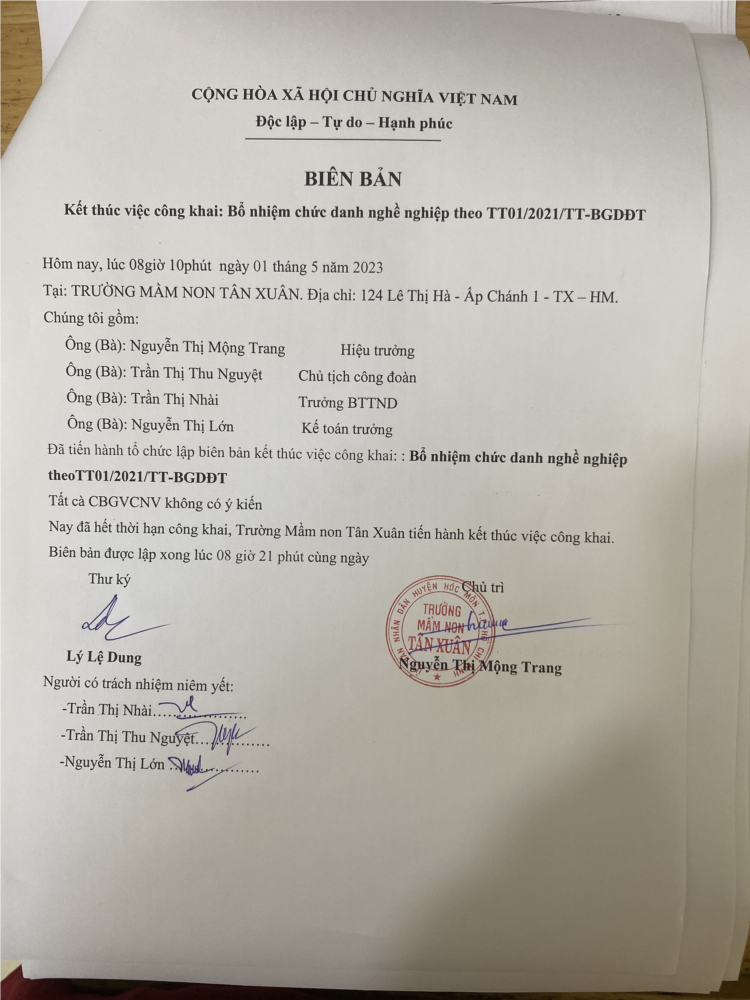 CỘNG HÒA XÃ HỘI CHỦ NGHĨA VIỆT NAM
Độc lập – Tự do – Hạnh phúc
BIÊN BẢN
Kết thúc việc công khai: Bổ nhiệm chức danh nghề nghiệp theo TT01/2021/TT-BGDĐT
Hôm nay, lúc 08giờ 10phút ngày 01 tháng 5 năm 2023
Tại: TRƯỜNG MẦM NON TÂN XUÂN. Địa chỉ: 124 Lê Thị Hà - Ấp Chánh 1 - TX – HM.
Chúng tôi gồm:
Ông (Bà): Nguyễn Thị Mộng Trang Hiệu trưởng
Ông (Bà): Trần Thị Thu Nguyệt Chủ tịch công đoàn
Ông (Bà): Trần Thị Nhài Trưởng BTTND
Ông (Bà): Nguyễn Thị Lớn Kế toán trưởng
Đã tiến hành tổ chức lập biên bản kết thúc việc công khai: : Bổ nhiệm chức danh nghề nghiệp
theoTT01/2021/TT-BGDĐT
Tất cả CBGVCNV không có ý kiến
Nay đã hết thời hạn công khai, Trường Mầm non Tân Xuân tiến hành kết thúc việc công khai.
Biên bản được lập xong lúc 08 giờ 21 phút cùng ngày
Thư ký Chủ trì
TRƯỜNG
MẦM NON
TÂN XUÂN
Lý Lệ Dung Nguyễn Thị Mộng Trang
Người có trách nhiệm niêm yết:
-Trần Thị Nhài....................
-Trần Thị Thu Nguyệt................
-Nguyễn Thị Lớn ...................